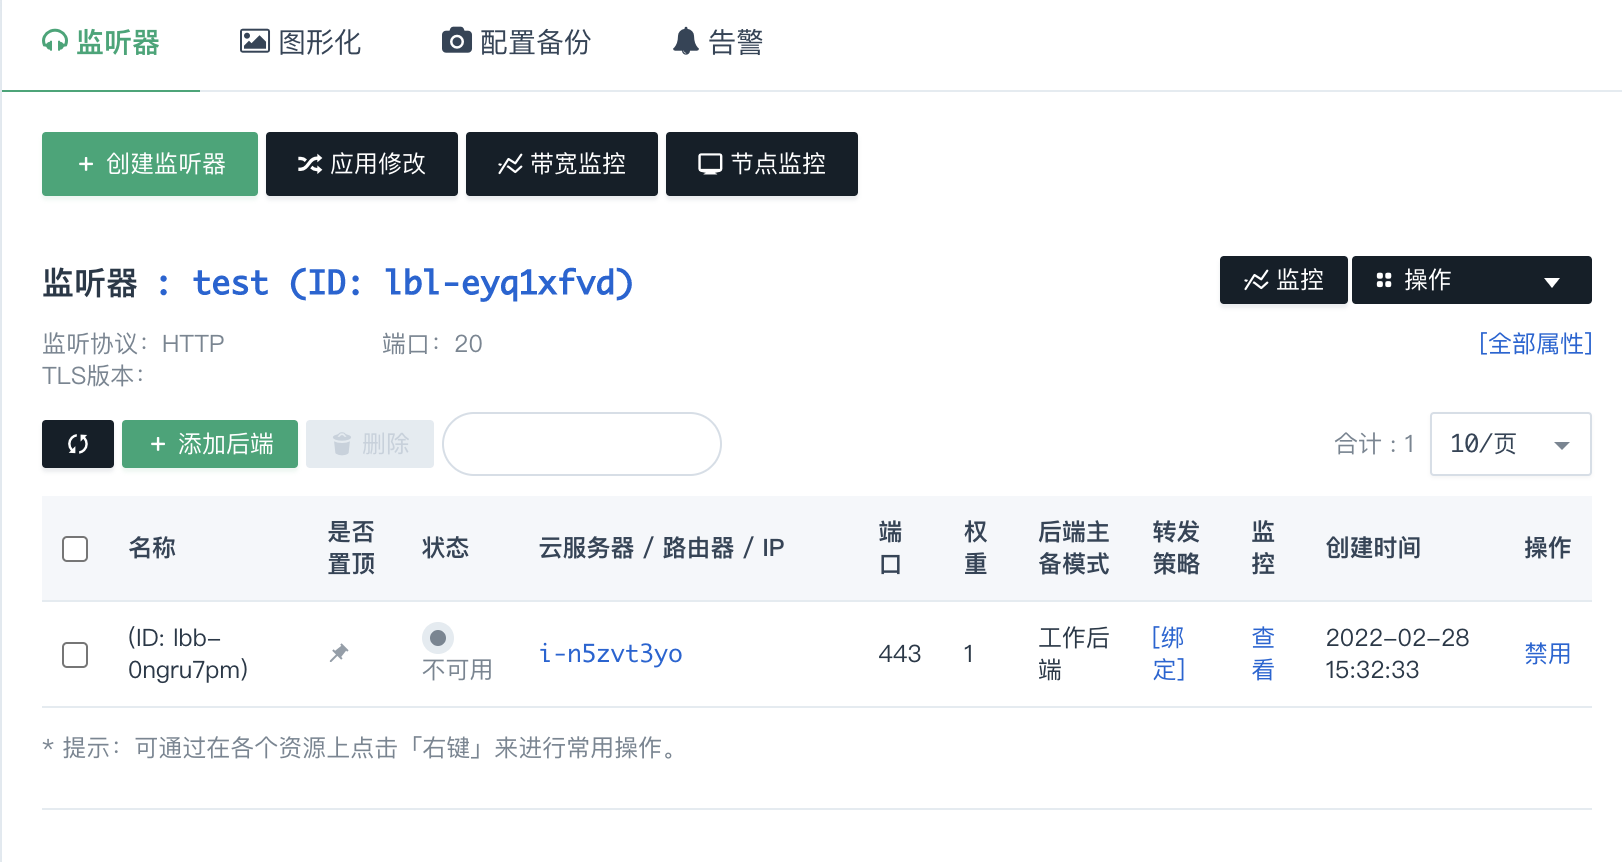 监听器 图形化 配置备份 告警
+ 创建监听器 应用修改 带宽监控 节点监控
监听器 : test (ID: lbl-eyq1xfvd) 监控 操作
监听协议: HTTP 端口: 20 [全部属性]
TLS版本:
+ 添加后端 删除 合计 : 1 10/页
名称 是否置顶 状态 云服务器 / 路由器 / IP 端口 权重 后端主备模式 转发策略 监控 创建时间 操作
(ID: lbb-0ngru7pm) 不可用 i-n5zvt3yo 443 1 工作后端 [绑定] 查看 2022-02-28 15:32:33 禁用
* 提示: 可通过在各个资源上点击「右键」来进行常用操作。